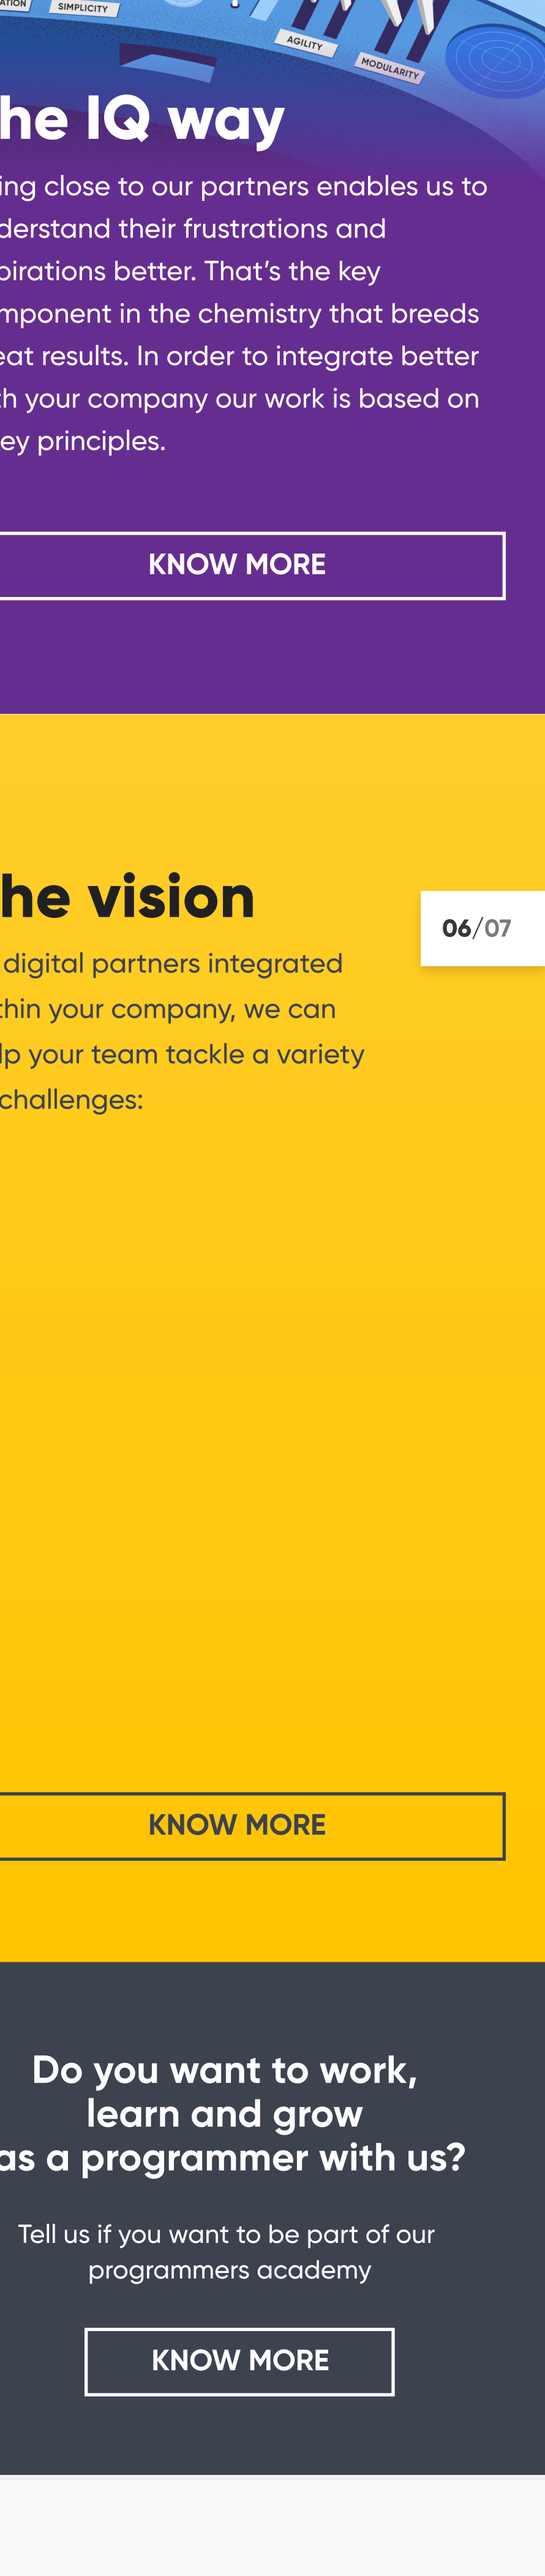 ATION
SIMPLICITY
AGILITY
MODULARITY
he IQ way
ing close to our partners enables us to
derstand their frustrations and
pirations better. That’s the key
mponent in the chemistry that breeds
eat results. In order to integrate better
th your company our work is based on
ey principles.
KNOW MORE
he vision
06/07
digital partners integrated
thin your company, we can
lp your team tackle a variety
challenges:
KNOW MORE
Do you want to work,
learn and grow
as a programmer with us?
Tell us if you want to be part of our
programmers academy
KNOW MORE